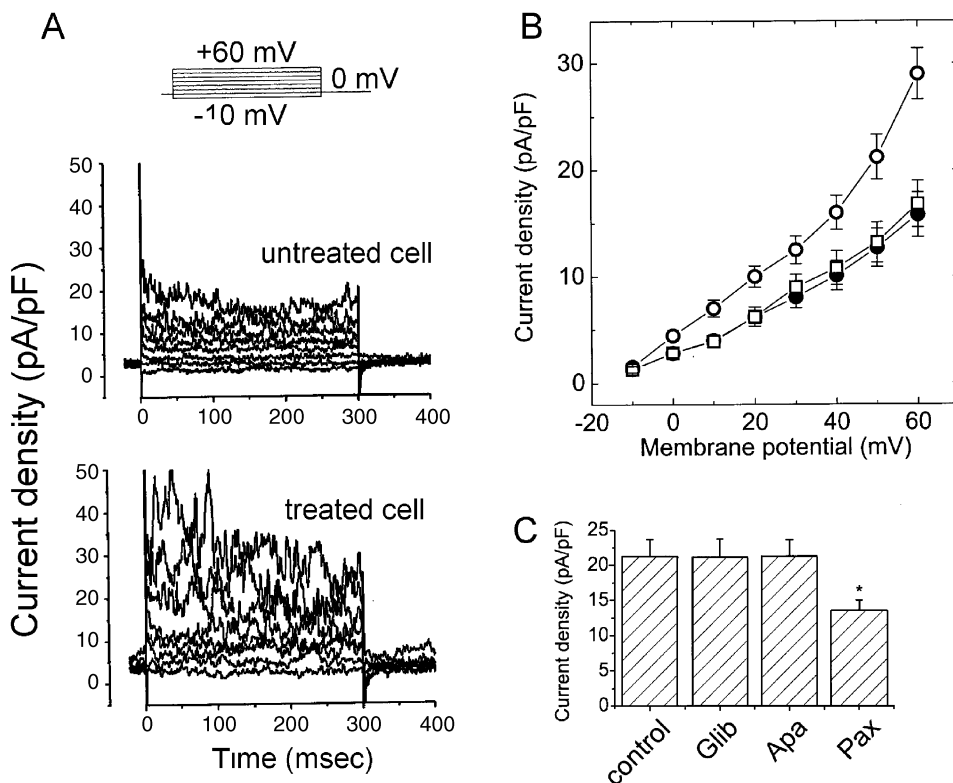 A
+60 mV
0 mV
-10 mV
Current density (pA/pF)
50
40
30
20
10
0
untreated cell
0
100
200
300
400
50
40
30
20
10
0
treated cell
0
100
200
300
400
Time (msec)
B
Current density (pA/pF)
30
20
10
0
-20
0
20
40
60
Membrane potential (mV)
C
Current density (pA/pF)
25
20
15
10
5
0
*
control
Glib
Apa
Pax